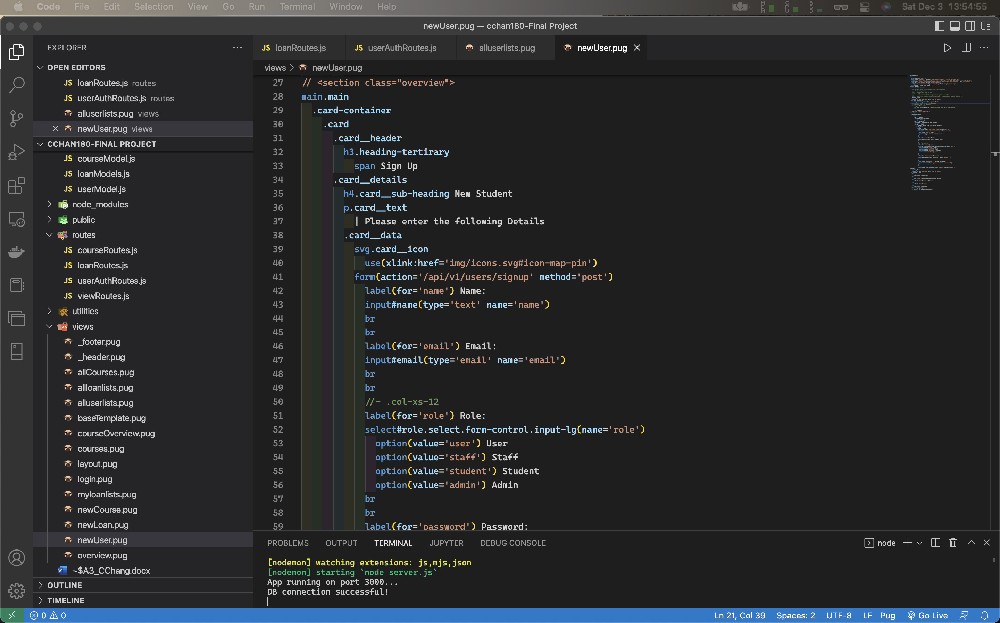 Code File Edit Selection View Go Run Terminal Window Help
MEM CPU SSD Sat Dec 3 13:54:55
newUser.pug — cchan180-Final Project
EXPLORER
OPEN EDITORS
JS loanRoutes.js routes
JS userAuthRoutes.js routes
alluserlists.pug views
newUser.pug views
CCHAN180-FINAL PROJECT
JS courseModel.js
JS loanModels.js
JS userModel.js
node_modules
public
routes
JS courseRoutes.js
JS loanRoutes.js
JS userAuthRoutes.js
JS viewRoutes.js
utilities
views
_footer.pug
_header.pug
allCourses.pug
allloanlists.pug
alluserlists.pug
baseTemplate.pug
courseOverview.pug
courses.pug
layout.pug
login.pug
myloanlists.pug
newCourse.pug
newLoan.pug
newUser.pug
overview.pug
W ~$A3_CChang.docx
OUTLINE
TIMELINE
JS loanRoutes.js JS userAuthRoutes.js alluserlists.pug newUser.pug
views > newUser.pug
27 // <section class="overview">
28 main.main
29 .card-container
30 .card
31 .card__header
32 h3.heading-tertirary
33 span Sign Up
34 .card__details
35 h4.card__sub-heading New Student
36 p.card__text
37 | Please enter the following Details
38 .card__data
39 svg.card__icon
40 use(xlink:href='img/icons.svg#icon-map-pin')
41 form(action='/api/v1/users/signup' method='post')
42 label(for='name') Name:
43 input#name(type='text' name='name')
44 br
45 br
46 label(for='email') Email:
47 input#email(type='email' name='email')
48 br
49 br
50 //- .col-xs-12
51 label(for='role') Role:
52 select#role.select.form-control.input-lg(name='role')
53 option(value='user') User
54 option(value='staff') Staff
55 option(value='student') Student
56 option(value='admin') Admin
57 br
58 br
59 label(for='password') Password:
PROBLEMS OUTPUT TERMINAL JUPYTER DEBUG CONSOLE
node
[nodemon] watching extensions: js,mjs,json
[nodemon] starting `node server.js`
App running on port 3000...
DB connection successful!
0 0
Ln 21, Col 39 Spaces: 2 UTF-8 LF Pug Go Live